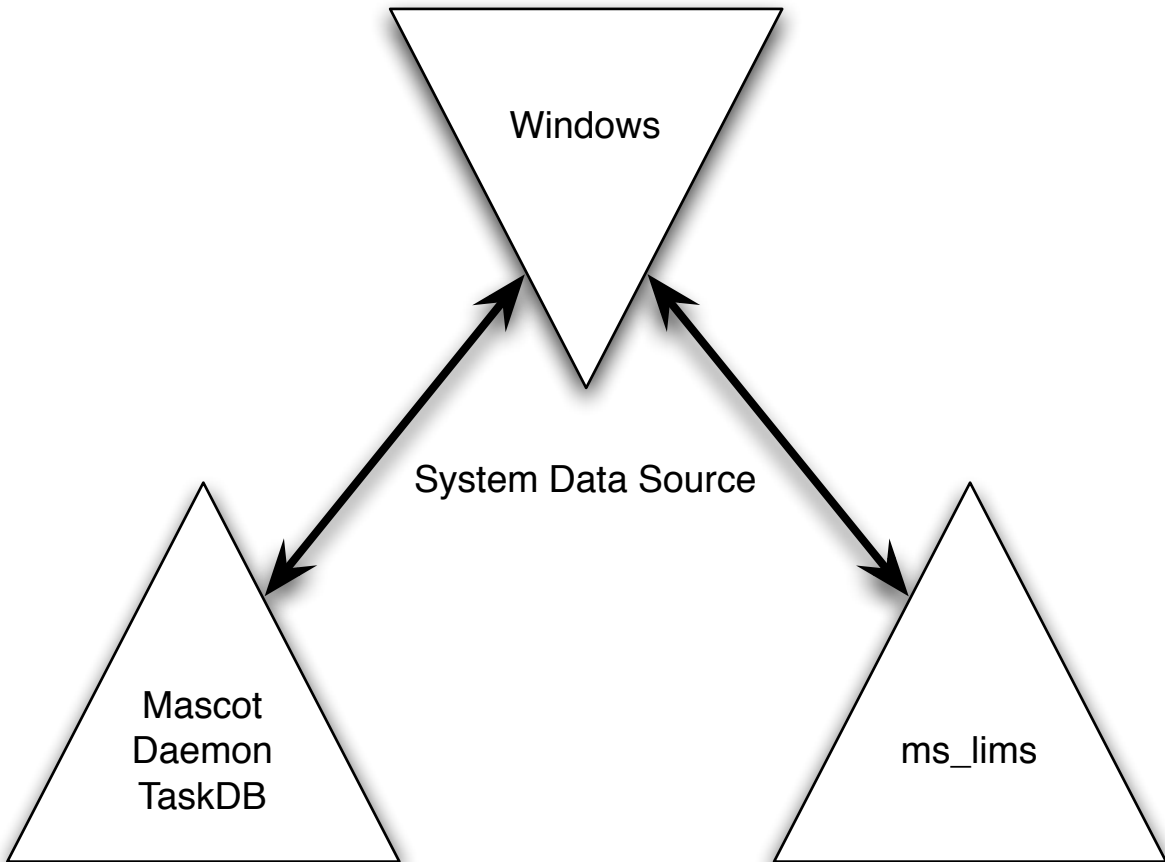 Windows
System Data Source
Mascot
Daemon
TaskDB
ms_lims